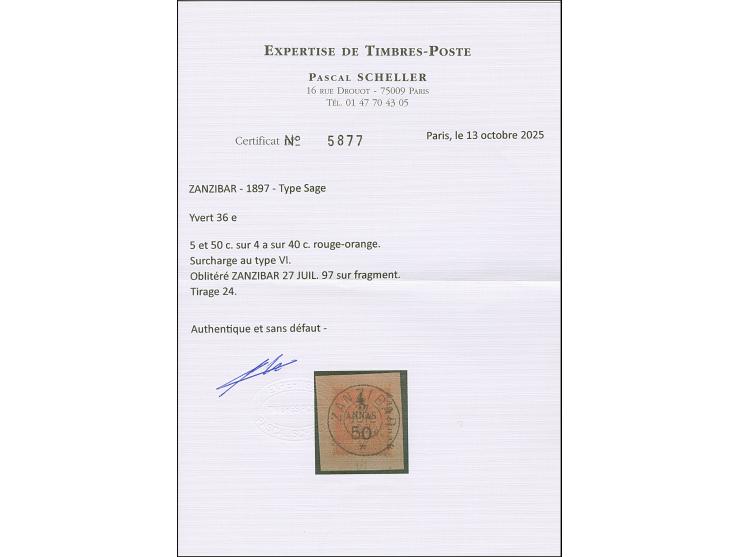 EXPERTISE DE TIMBRES-POSTE
PASCAL SCHELLER
16 RUE DROUOT - 75009 PARIS
TÉL. 01 47 70 43 05
Certificat Nº 5877
Paris, le 13 octobre 2025
ZANZIBAR - 1897 - Type Sage
Yvert 36 e
5 et 50 c. sur 4 a sur 40 c. rouge-orange.
Surcharge au type VI.
Oblitéré ZANZIBAR 27 JUIL. 97 sur fragment.
Tirage 24.
Authentique et sans défaut -
ZANZIBAR
4
ANNAS
50